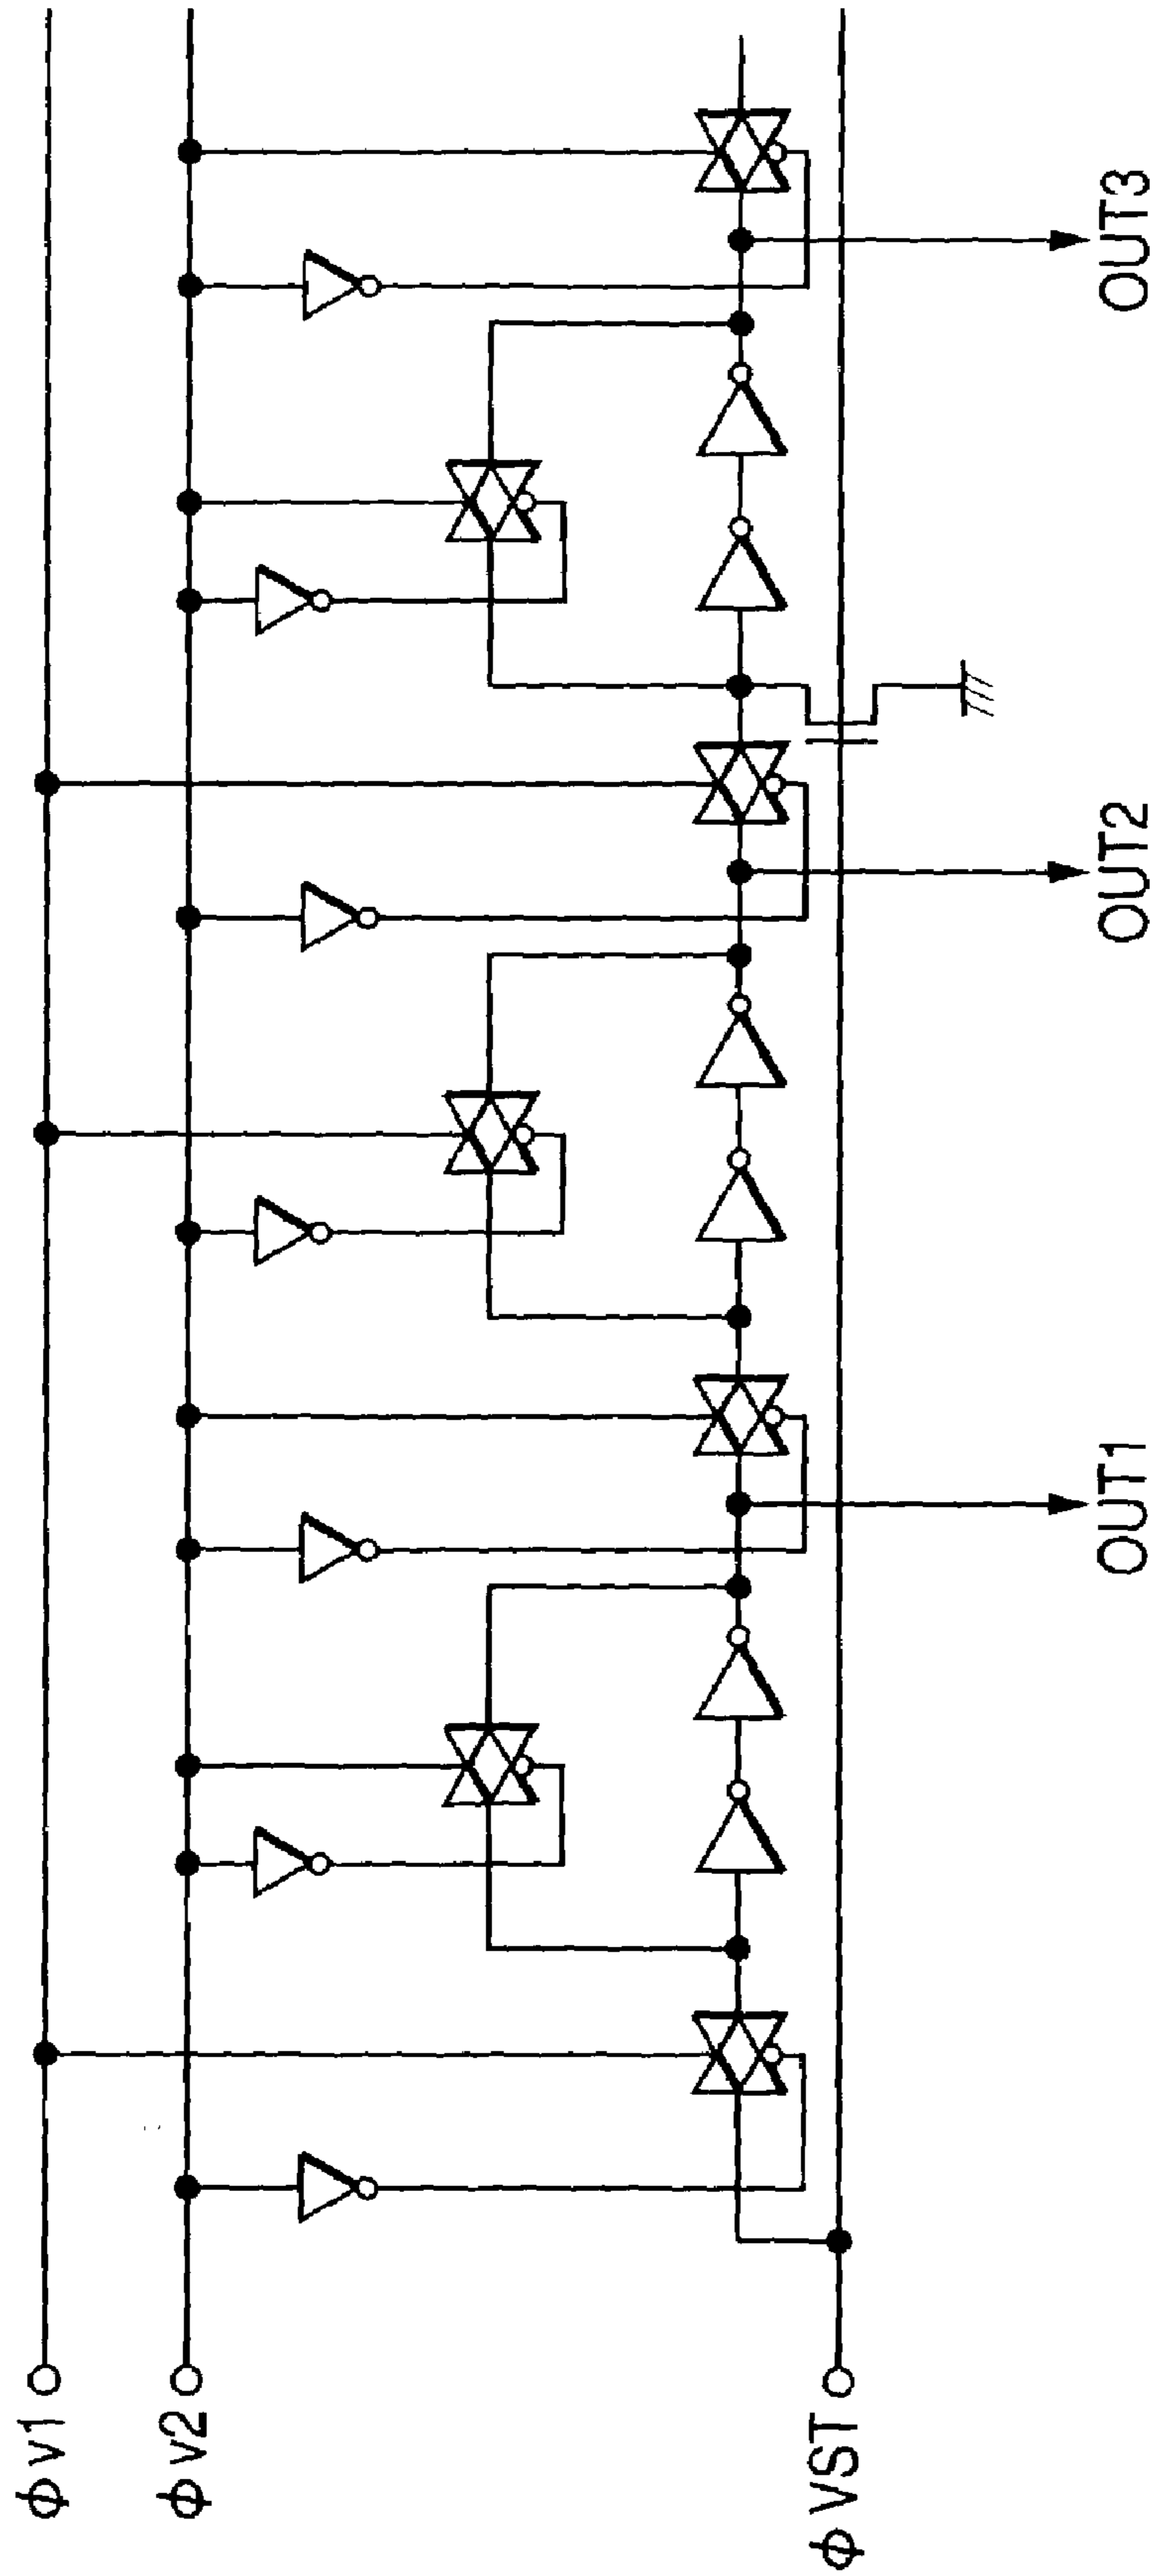 ϕ v1
ϕ v2
ϕ VST
OUT1
OUT2
OUT3